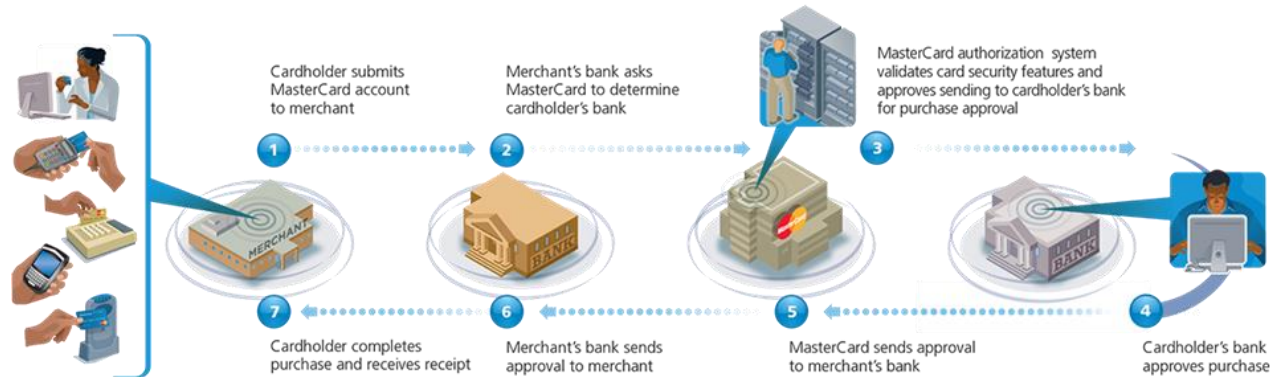 Cardholder submits
MasterCard account
to merchant
Merchant's bank asks
MasterCard to determine
cardholder's bank
MasterCard authorization system
validates card security features and
approves sending to cardholder's bank
for purchase approval
1
2
3
MERCHANT
BANK
MasterCard
BANK
7
6
5
4
Cardholder completes
purchase and receives receipt
Merchant's bank sends
approval to merchant
MasterCard sends approval
to merchant's bank
Cardholder's bank
approves purchase